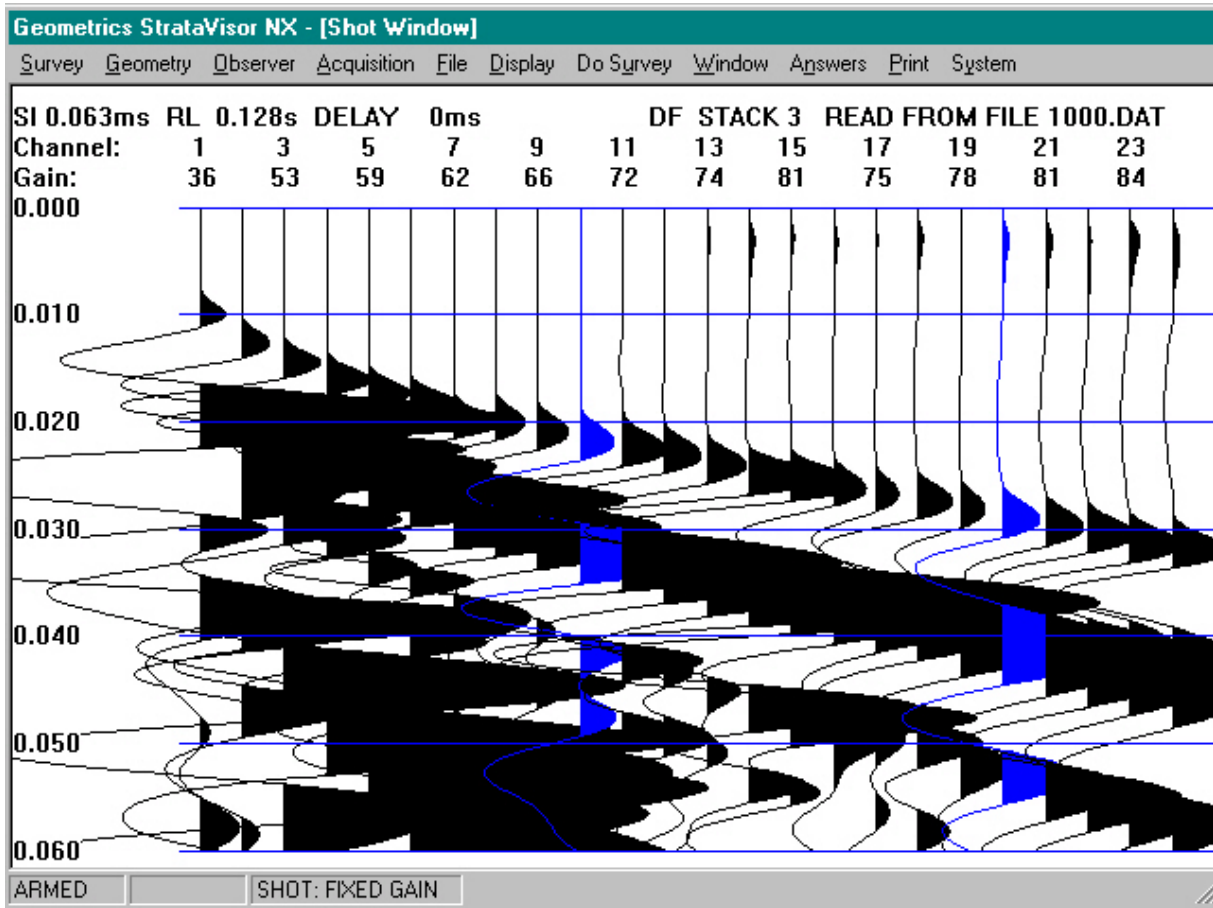 Geometrics StrataVisor NX - [Shot Window]
Survey Geometry Observer Acquisition File Display Do Survey Window Answers Print System
SI 0.063ms RL 0.128s DELAY 0ms DF STACK 3 READ FROM FILE 1000.DAT
Channel: 1 3 5 7 9 11 13 15 17 19 21 23
Gain: 36 53 59 62 66 72 74 81 75 78 81 84
0.000
0.010
0.020
0.030
0.040
0.050
0.060
ARMED SHOT: FIXED GAIN